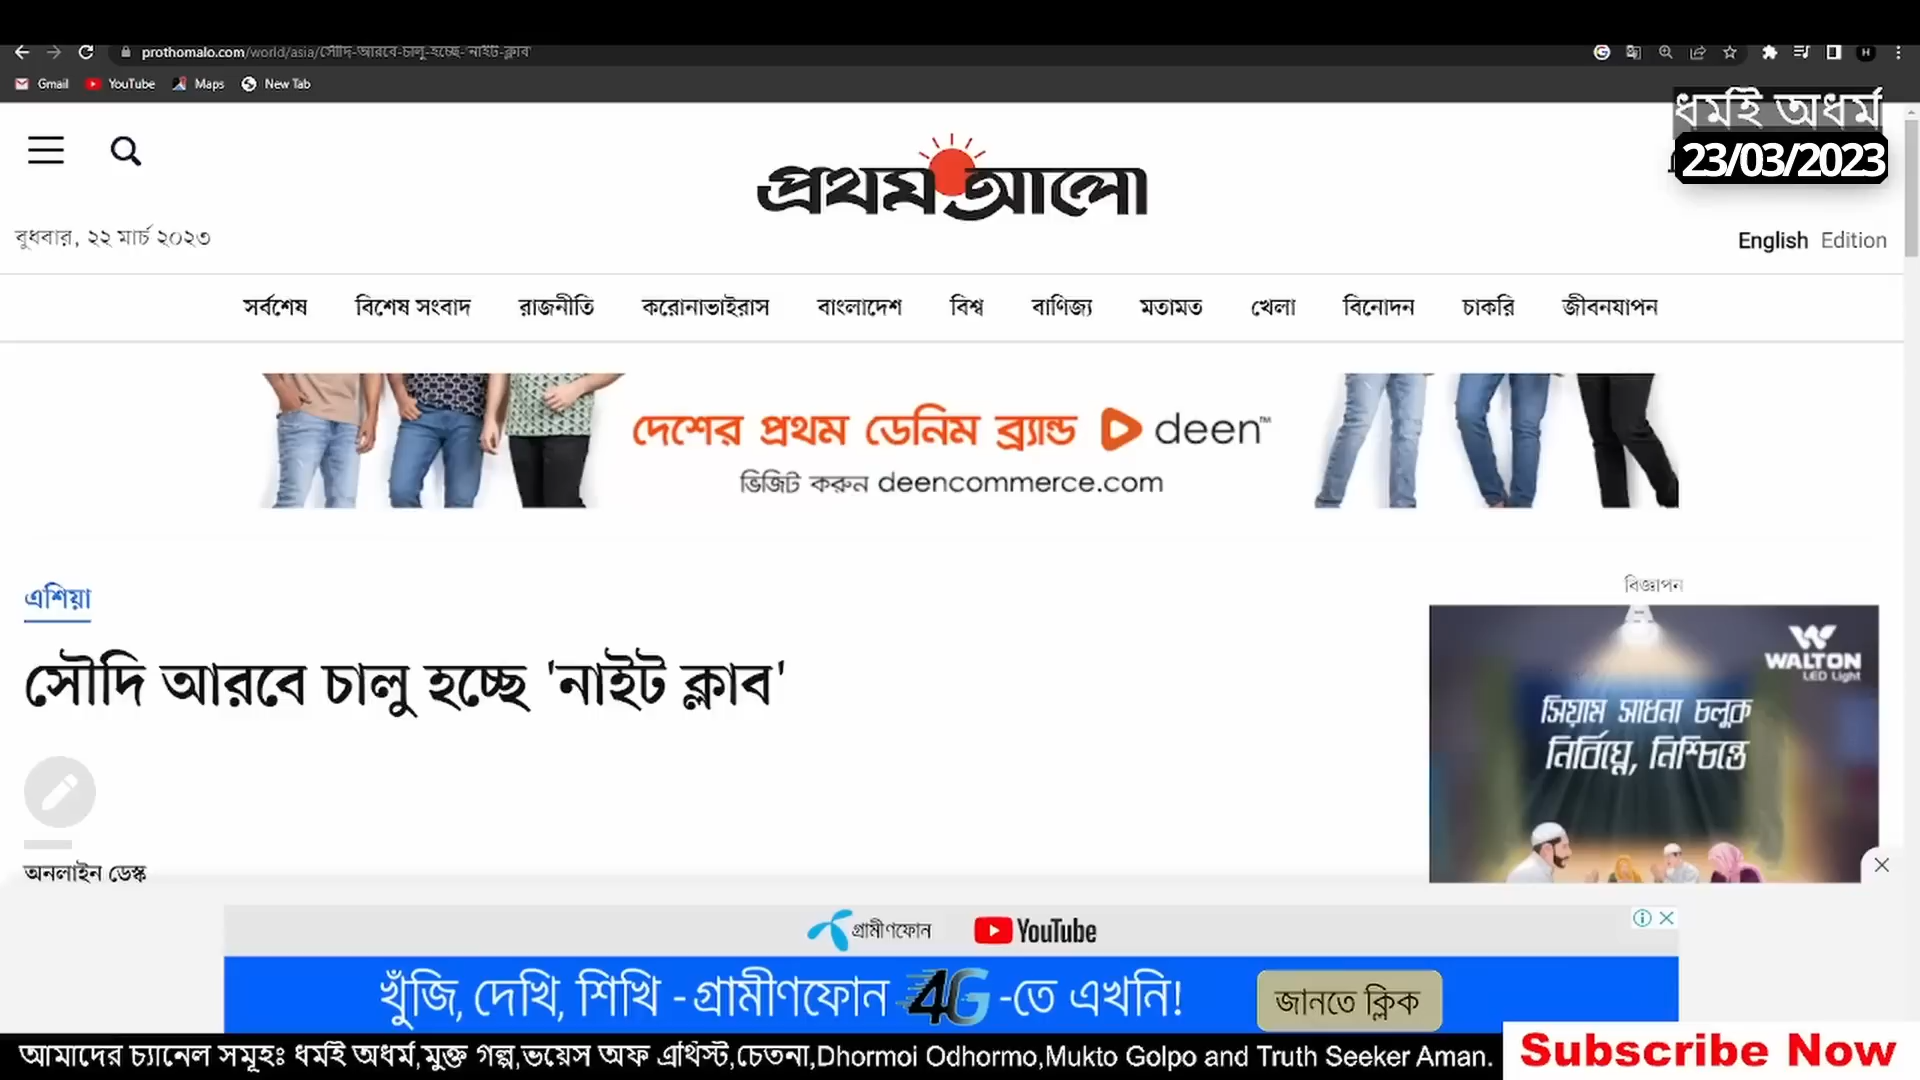 prothomalo.com/world/asia/সৌদি-আরবে-চালু-হচ্ছে-'নাইট-ক্লাব'
Gmail YouTube Maps New Tab
ধর্মই অধর্ম
23/03/2023
প্রথম আলো
বুধবার, ২২ মার্চ ২০২৩
English Edition
সর্বশেষ বিশেষ সংবাদ রাজনীতি করোনাভাইরাস বাংলাদেশ বিশ্ব বাণিজ্য মতামত খেলা বিনোদন চাকরি জীবনযাপন
দেশের প্রথম ডেনিম ব্র্যান্ড deen™
ভিজিট করুন deencommerce.com
এশিয়া
বিজ্ঞাপন
সৌদি আরবে চালু হচ্ছে 'নাইট ক্লাব'
WALTON
LED Light
সিয়াম সাধনা চলুক
নির্বিঘ্নে, নিশ্চিন্তে
অনলাইন ডেস্ক
গ্রামীণফোন YouTube
খুঁজি, দেখি, শিখি - গ্রামীণফোন 4G -তে এখনি!
জানতে ক্লিক
আমাদের চ্যানেল সমূহঃ ধর্মই অধর্ম,মুক্ত গল্প,ভয়েস অফ এথিস্ট,চেতনা,Dhormoi Odhormo,Mukto Golpo and Truth Seeker Aman.
Subscribe Now